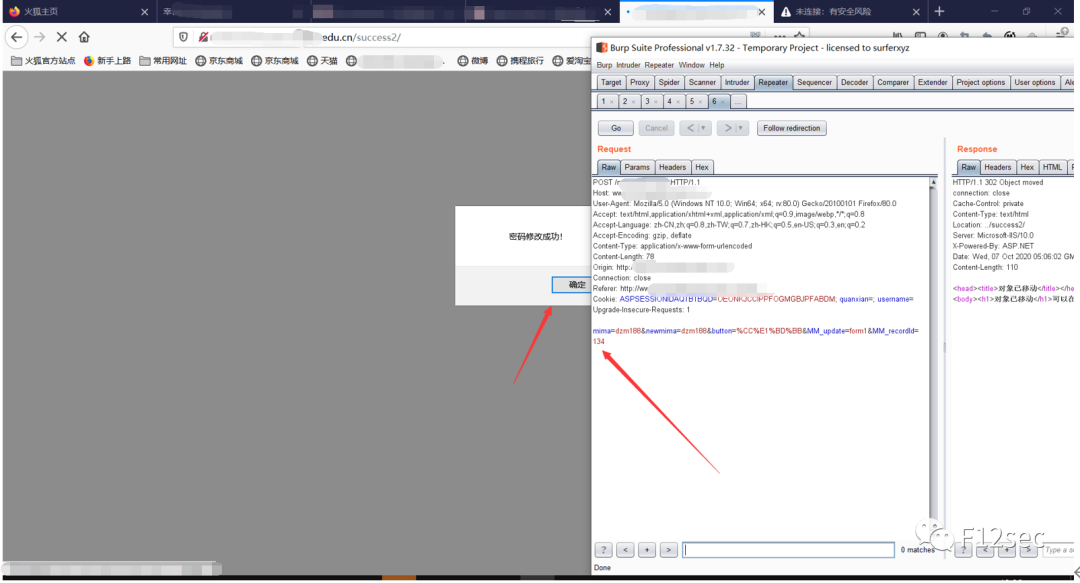 火狐主页
未连接：有安全风险
edu.cn/success2/
火狐官方站点 新手上路 常用网址 京东商城 京东商城 天猫 微博 携程旅行 爱淘宝
密码修改成功!
确定
Burp Suite Professional v1.7.32 - Temporary Project - licensed to surferxyz
Burp Intruder Repeater Window Help
Target Proxy Spider Scanner Intruder Repeater Sequencer Decoder Comparer Extender Project options User options
1 2 3 4 5 6 ...
Go Cancel < > Follow redirection
Request
Raw Params Headers Hex
POST HTTP/1.1
Host:
User-Agent: Mozilla/5.0 (Windows NT 10.0; Win64; x64; rv:80.0) Gecko/20100101 Firefox/80.0
Accept: text/html,application/xhtml+xml,application/xml;q=0.9,image/webp,*/*;q=0.8
Accept-Language: zh-CN,zh;q=0.8,zh-TW;q=0.7,zh-HK;q=0.5,en-US;q=0.3,en;q=0.2
Accept-Encoding: gzip, deflate
Content-Type: application/x-www-form-urlencoded
Content-Length: 78
Origin: http:
Connection: close
Referer: http://
Cookie: quanxian=; username=
Upgrade-Insecure-Requests: 1
mima=dzm188&newmima=dzm188&button=%CC%E1%BD%BB&MM_update=form1&MM_recordId=
134
? < + > 0 matches
Done
Response
Raw Headers Hex HTML
HTTP/1.1 302 Object moved
connection: close
Cache-Control: private
Content-Type: text/html
Location: ../success2/
Server: Microsoft-IIS/10.0
X-Powered-By: ASP.NET
Date: Wed, 07 Oct 2020 05:06:02 GM
Content-Length: 110
<head><title>对象已移动</title></he
<body><h1>对象已移动</h1>可以在
? < + > Type a se
F12sec